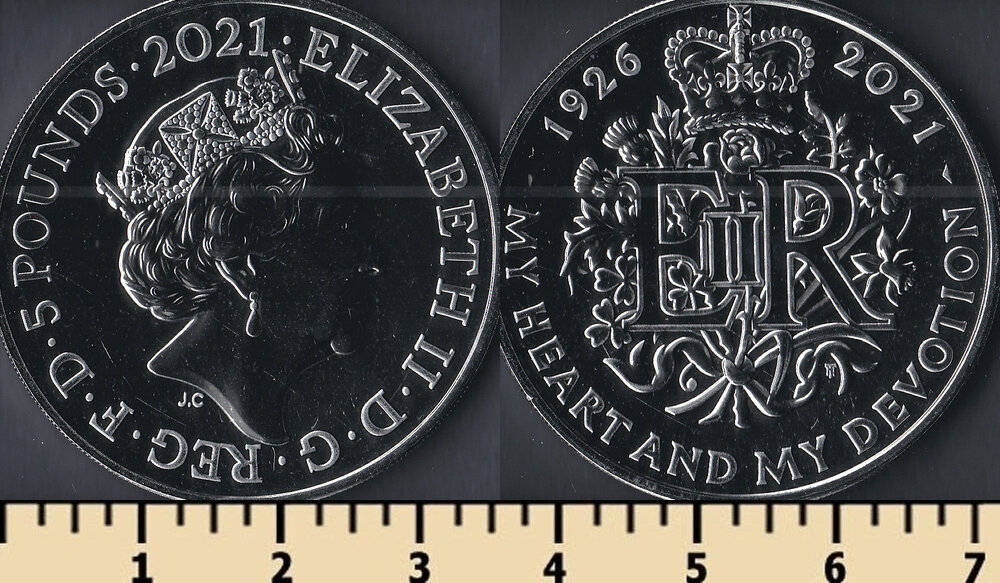 ELIZABETH II · D · G · REG · F · D · 5 POUNDS · 2021 ·
J.C
1926 2021
MY HEART AND MY DEVOTION
E II R
1 2 3 4 5 6 7